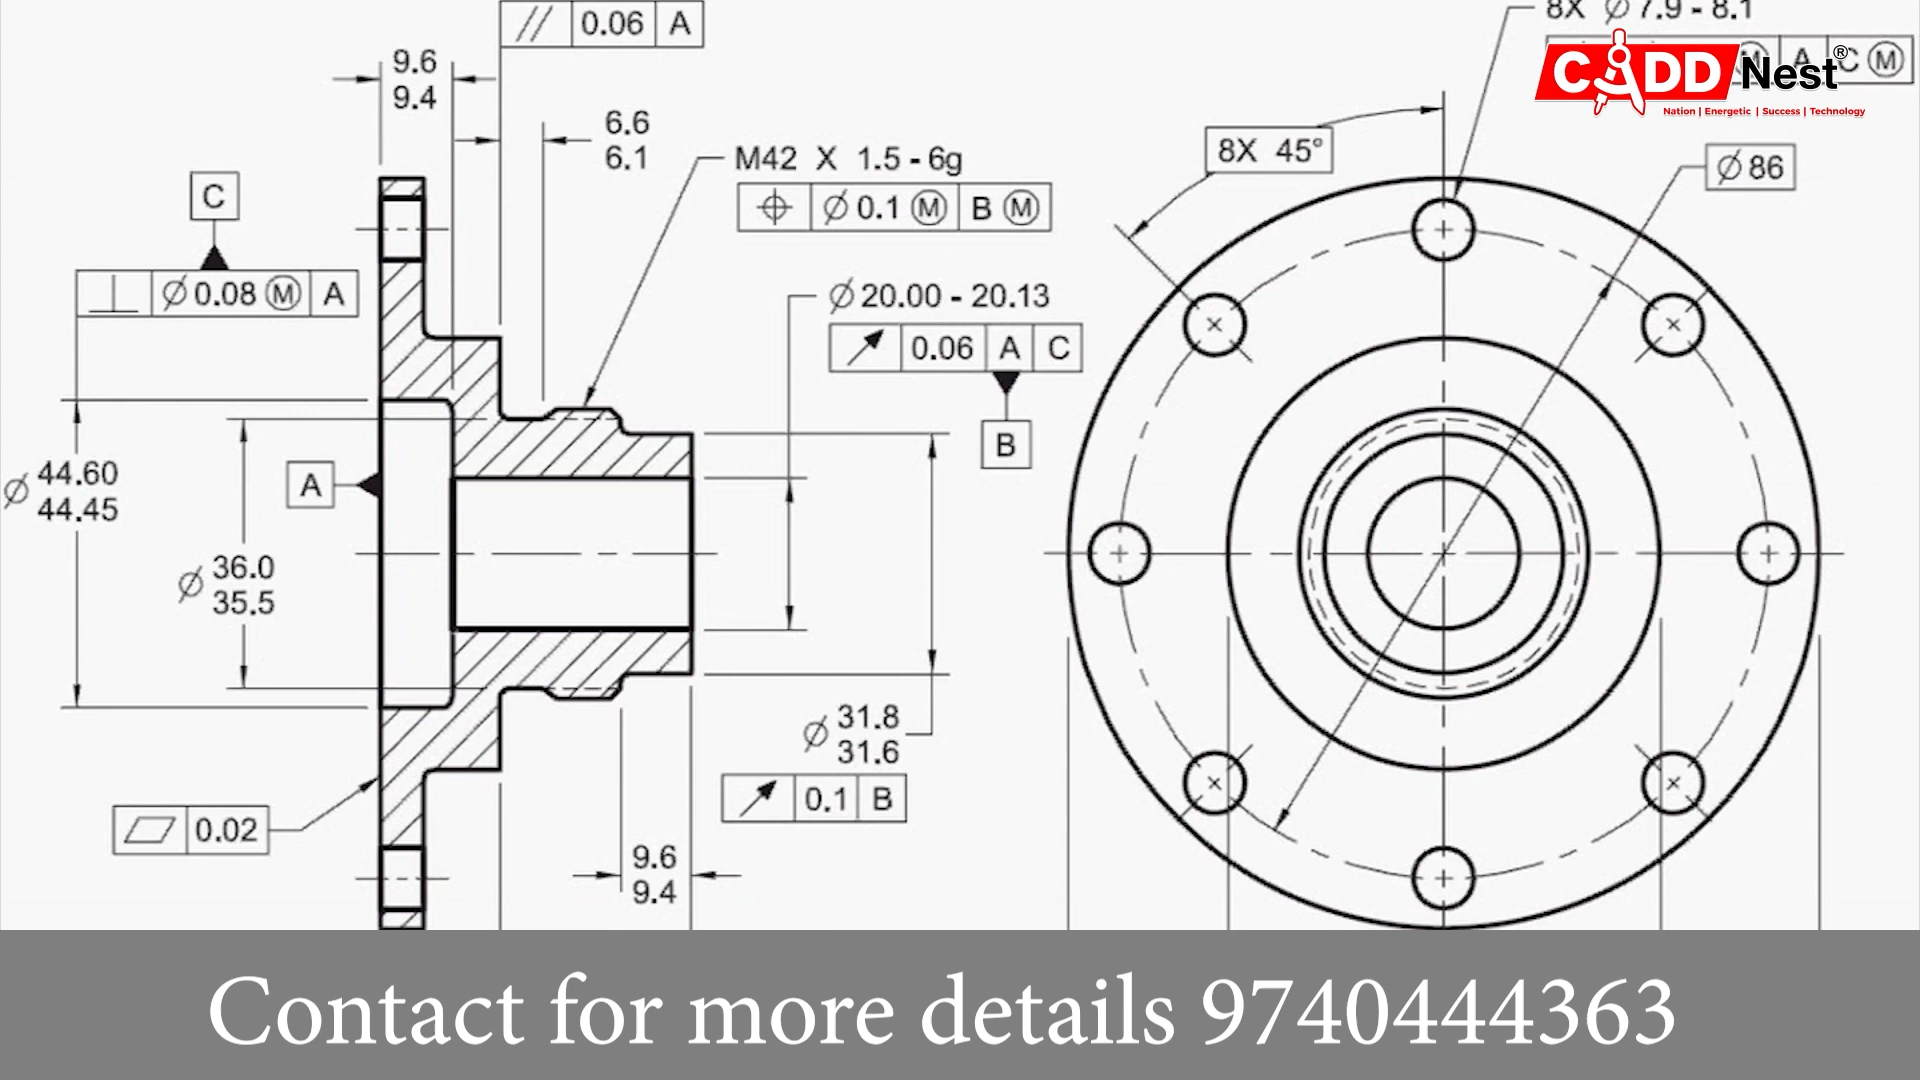 // 0.06 A
8X Ø 7.9 - 8.1
M A C M
CADD Nest®
Nation | Energetic | Success | Technology
9.6
9.4
6.6
6.1
M42 X 1.5 - 6g
⌖ Ø 0.1 Ⓜ B Ⓜ
8X 45°
Ø 86
C
⊥ Ø 0.08 Ⓜ A
Ø 20.00 - 20.13
↗ 0.06 A C
B
A
Ø 44.60
44.45
Ø 36.0
35.5
Ø 31.8
31.6
↗ 0.1 B
⏥ 0.02
9.6
9.4
Contact for more details 9740444363